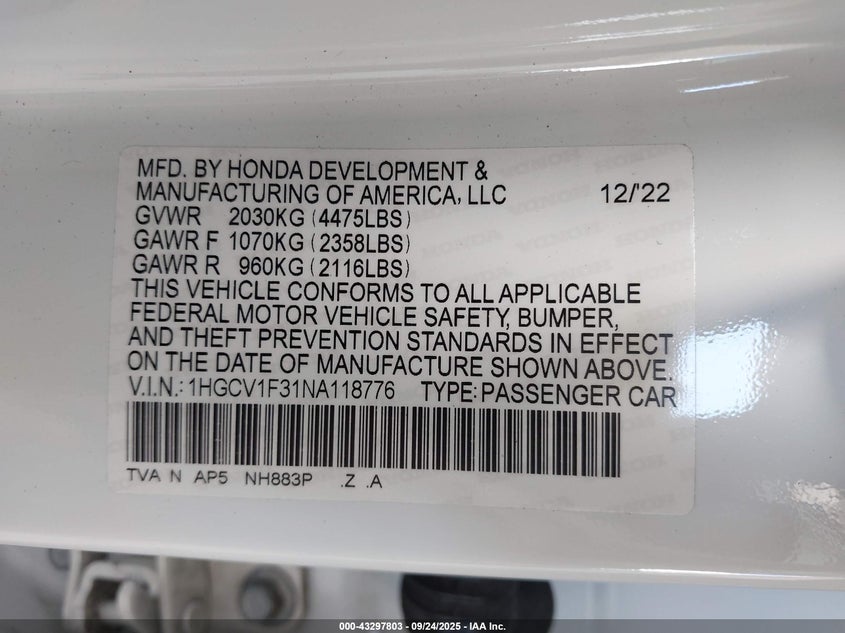 MFD. BY HONDA DEVELOPMENT &
MANUFACTURING OF AMERICA, LLC 12/'22
GVWR 2030KG (4475LBS)
GAWR F 1070KG (2358LBS)
GAWR R 960KG (2116LBS)
THIS VEHICLE CONFORMS TO ALL APPLICABLE
FEDERAL MOTOR VEHICLE SAFETY, BUMPER,
AND THEFT PREVENTION STANDARDS IN EFFECT
ON THE DATE OF MANUFACTURE SHOWN ABOVE.
V.I.N.: 1HGCV1F31NA118776 TYPE: PASSENGER CAR
TVA N AP5 NH883P .Z .A
000-43297803 - 09/24/2025 - IAA Inc.